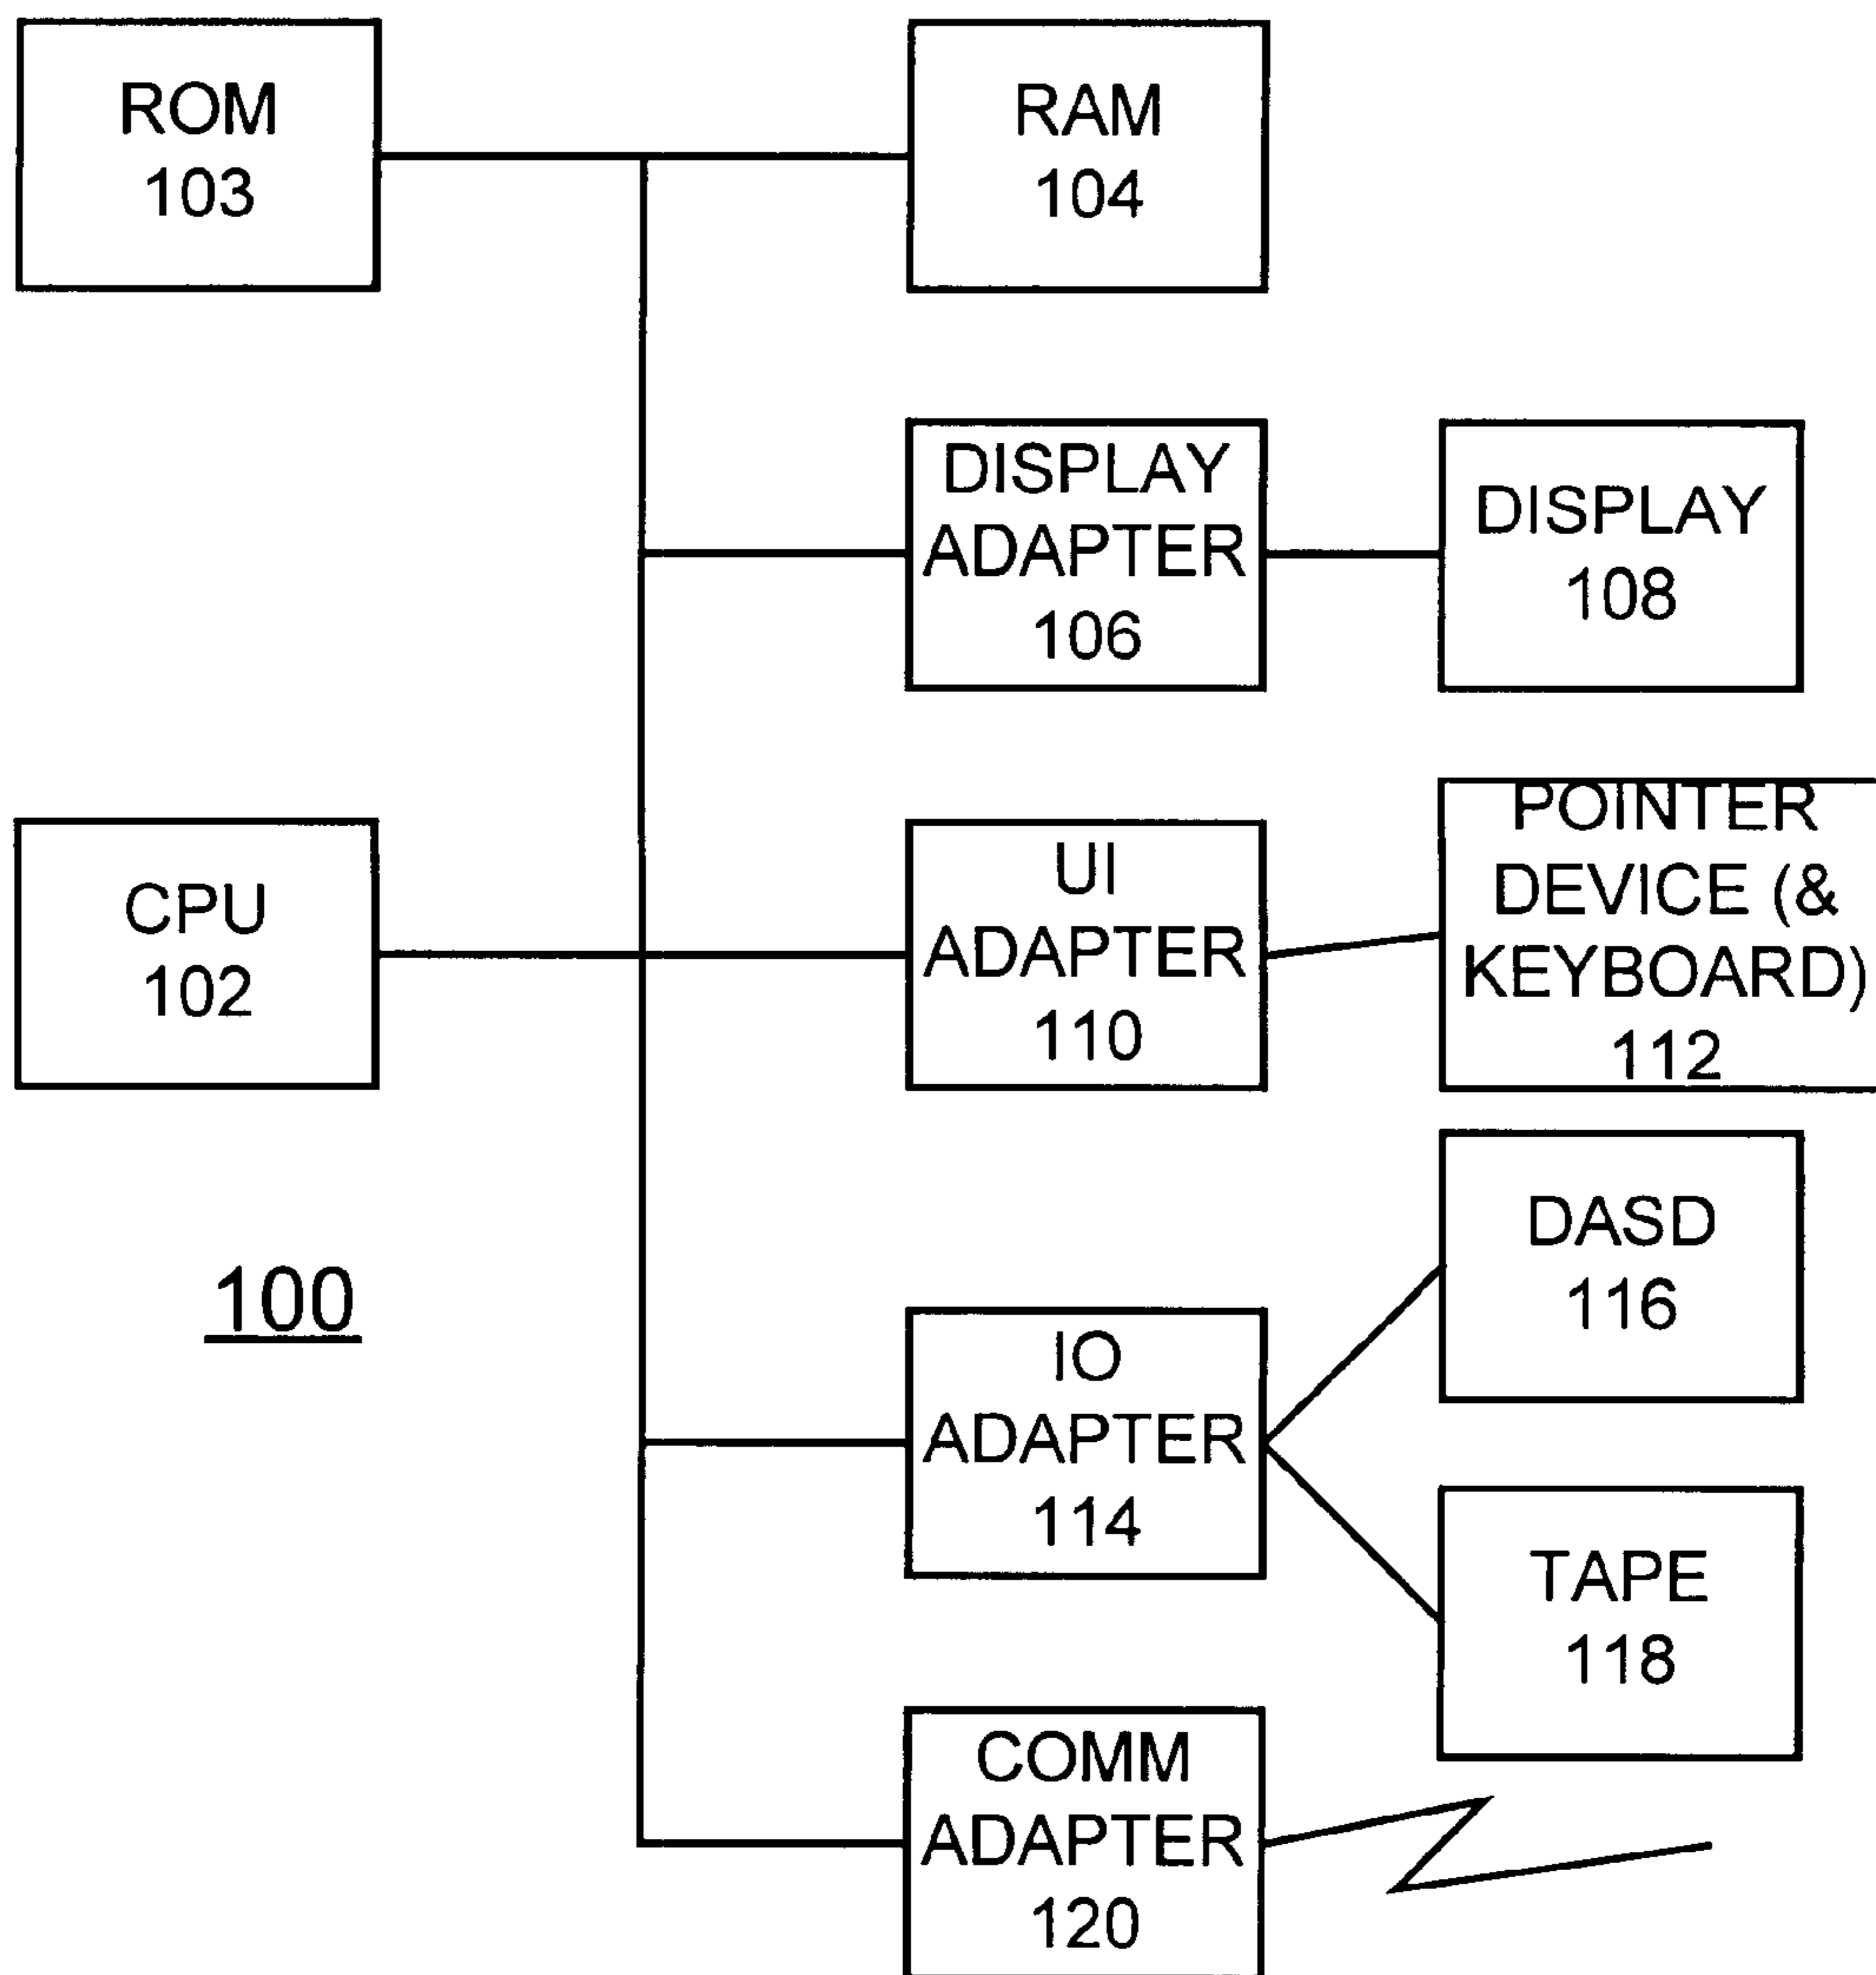 ROM
103
RAM
104
DISPLAY
ADAPTER
106
DISPLAY
108
CPU
102
UI
ADAPTER
110
POINTER
DEVICE (&
KEYBOARD)
112
100
IO
ADAPTER
114
DASD
116
TAPE
118
COMM
ADAPTER
120